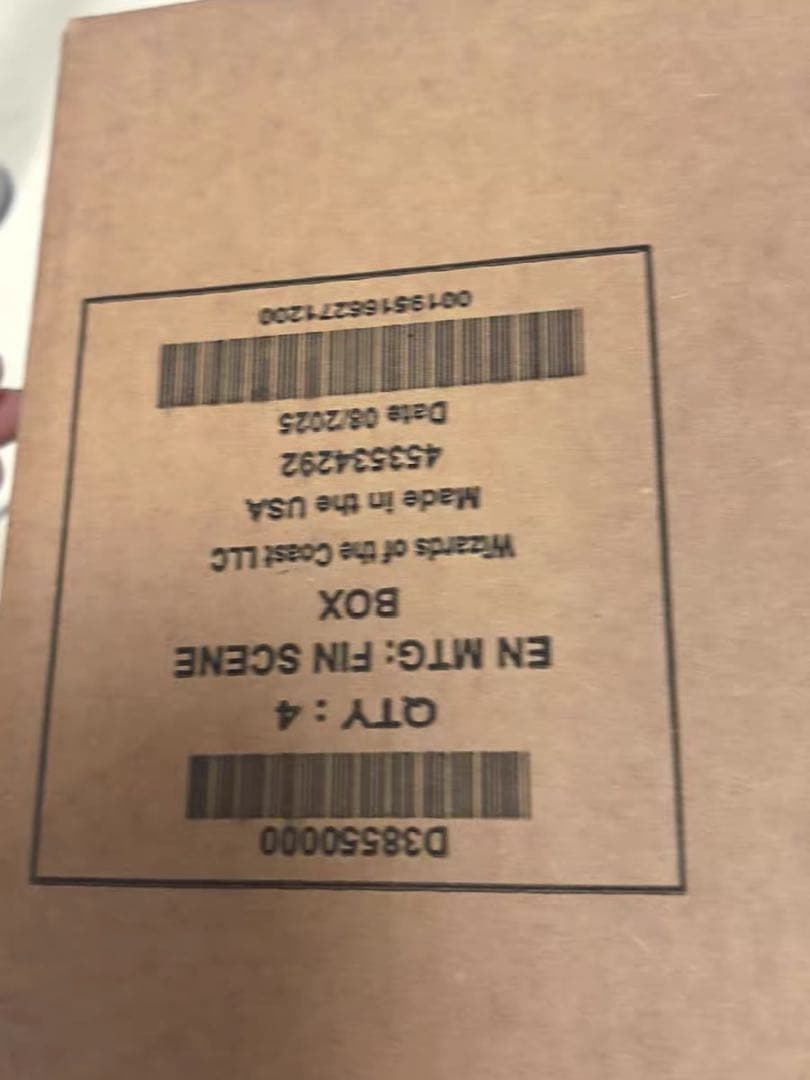 D38550000
QTY : 4
EN MTG: FIN SCENE
BOX
Wizards of the Coast LLC
Made in the USA
453534292
Date 08/2025
00195166271200